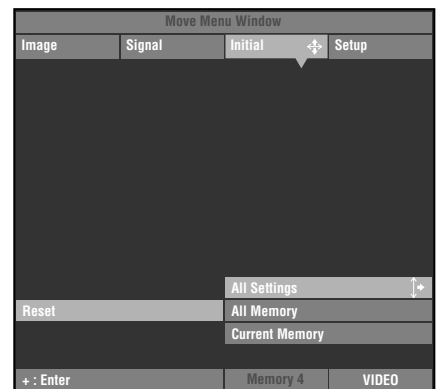 Move Menu Window
Image Signal Initial Setup
All Settings
Reset All Memory
Current Memory
+ : Enter Memory 4 VIDEO